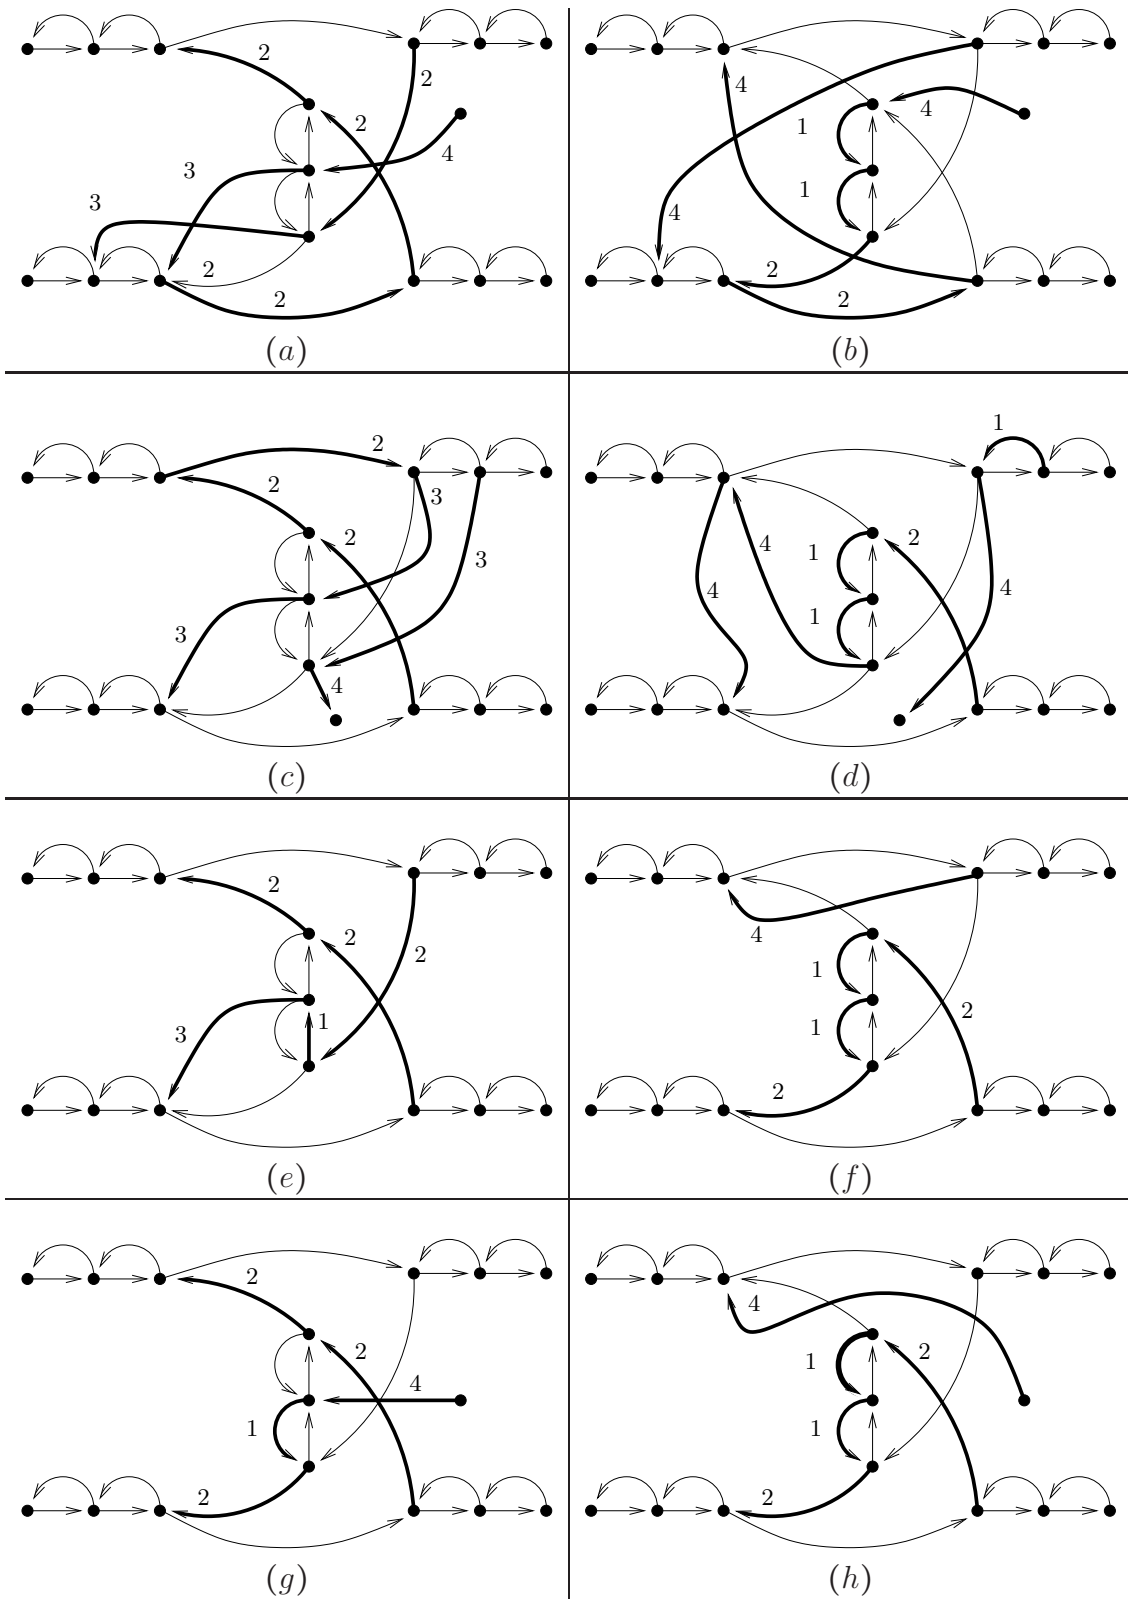 2 2 2 4 3 3 2 2
(a)
4 4 1 1 4 2 2
(b)
2 2 3 2 3 3 4
(c)
1 4 1 2 1 4 4
(d)
2 2 2 3 1
(e)
4 1 1 2 2
(f)
2 2 4 1 2
(g)
4 1 2 1 2
(h)